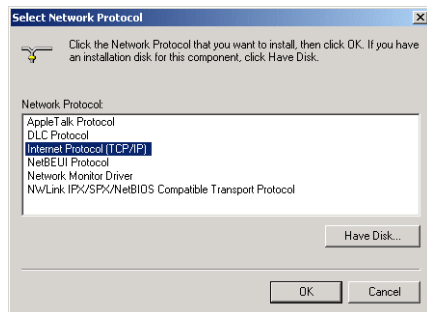 Select Network Protocol
Click the Network Protocol that you want to install, then click OK. If you have
an installation disk for this component, click Have Disk.
Network Protocol:
AppleTalk Protocol
DLC Protocol
Internet Protocol (TCP/IP)
NetBEUI Protocol
Network Monitor Driver
NWLink IPX/SPX/NetBIOS Compatible Transport Protocol
Have Disk...
OK Cancel